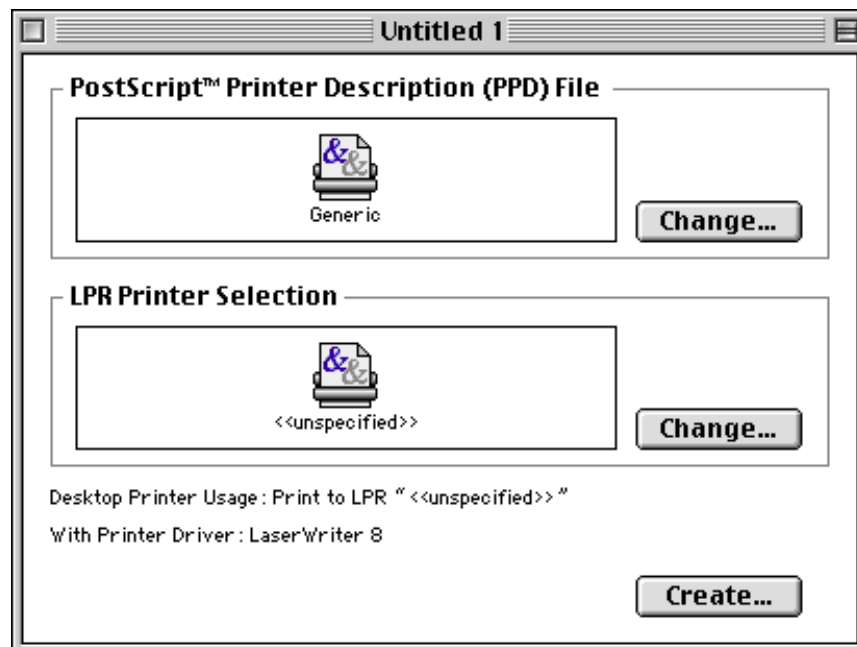 Untitled 1
PostScript™ Printer Description (PPD) File
Generic
Change...
LPR Printer Selection
<<unspecified>>
Change...
Desktop Printer Usage : Print to LPR “ <<unspecified>> ”
With Printer Driver : LaserWriter 8
Create...